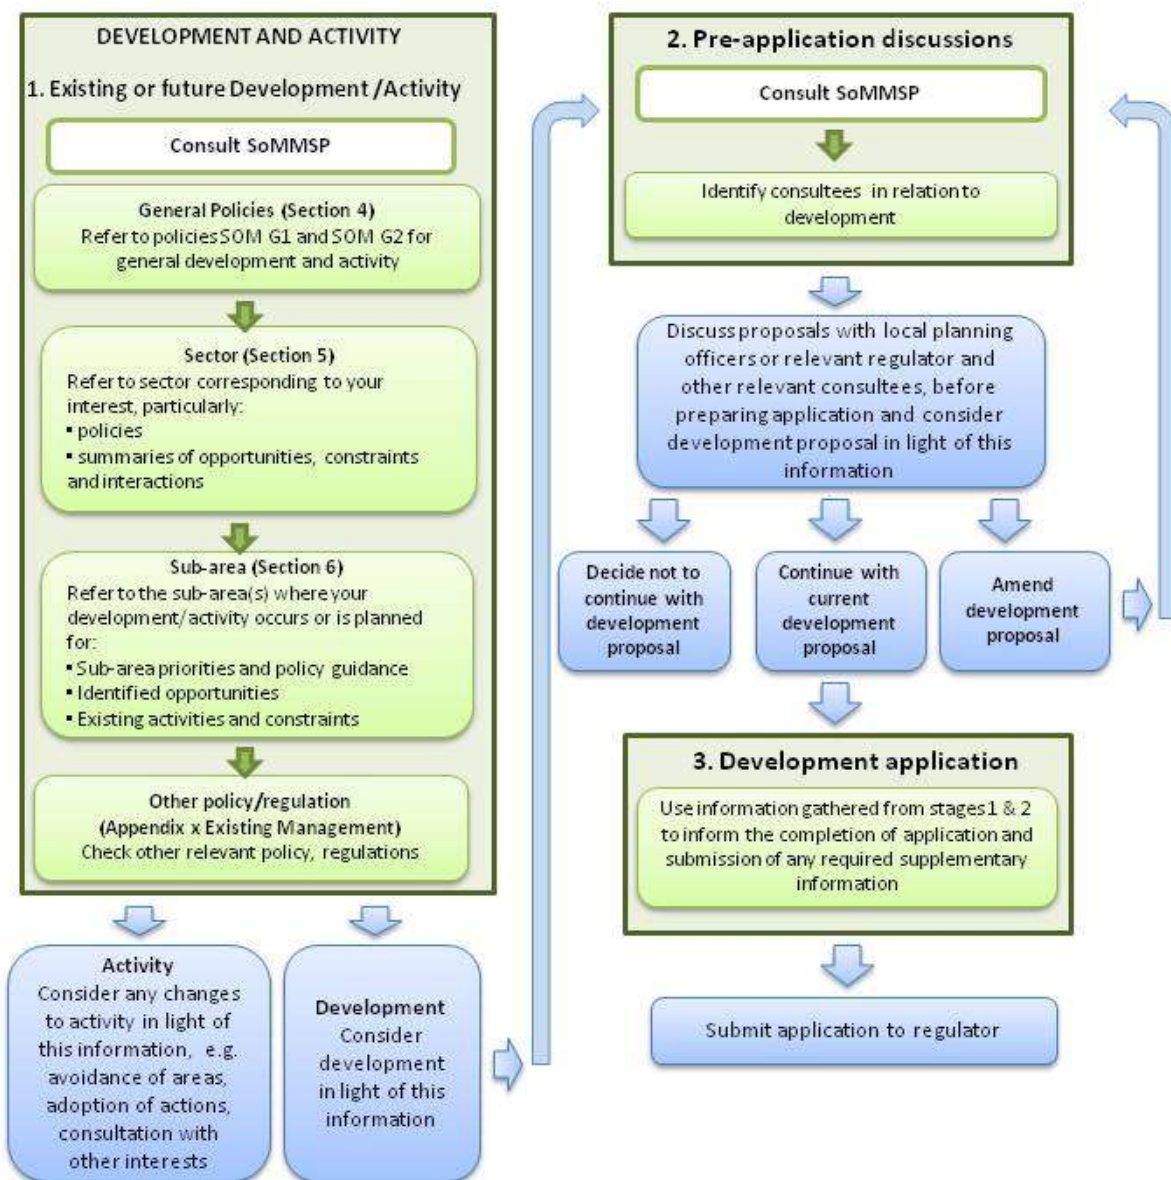 DEVELOPMENT AND ACTIVITY
1. Existing or future Development /Activity
Consult SoMMSP
General Policies (Section 4)
Refer to policies SOM G1 and SOM G2 for
general development and activity
Sector (Section 5)
Refer to sector corresponding to your
interest, particularly:
▪ policies
▪ summaries of opportunities, constraints
and interactions
Sub-area (Section 6)
Refer to the sub-area(s) where your
development/activity occurs or is planned
for:
▪ Sub-area priorities and policy guidance
▪ Identified opportunities
▪ Existing activities and constraints
Other policy/regulation
(Appendix x Existing Management)
Check other relevant policy, regulations
Activity
Consider any changes
to activity in light of
this information, e.g.
avoidance of areas,
adoption of actions,
consultation with
other interests
Development
Consider
development
in light of this
information
2. Pre-application discussions
Consult SoMMSP
Identify consultees in relation to
development
Discuss proposals with local planning
officers or relevant regulator and
other relevant consultees, before
preparing application and consider
development proposal in light of this
information
Decide not to
continue with
development
proposal
Continue with
current
development
proposal
Amend
development
proposal
3. Development application
Use information gathered from stages 1 & 2
to inform the completion of application and
submission of any required supplementary
information
Submit application to regulator